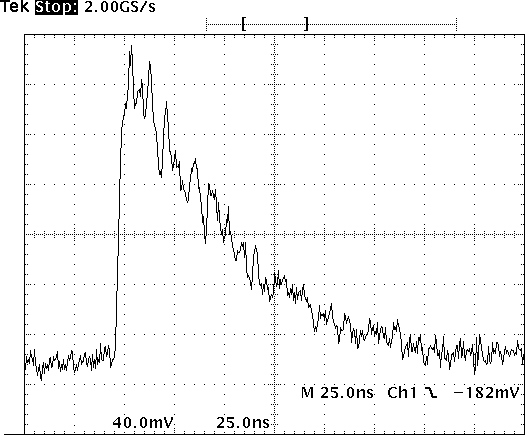 Tek Stop: 2.00GS/s
M 25.0ns Ch1 −182mV
40.0mV 25.0ns